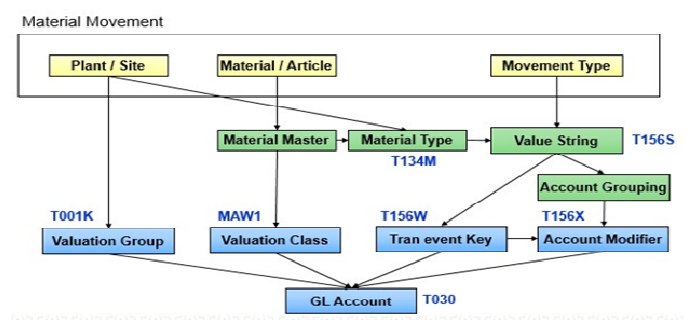 Material Movement
Plant / Site
Material / Article
Movement Type
Material Master
Material Type
Value String
T156S
T134M
Account Grouping
T001K
MAW1
T156W
T156X
Valuation Group
Valuation Class
Tran event Key
Account Modifier
GL Account
T030